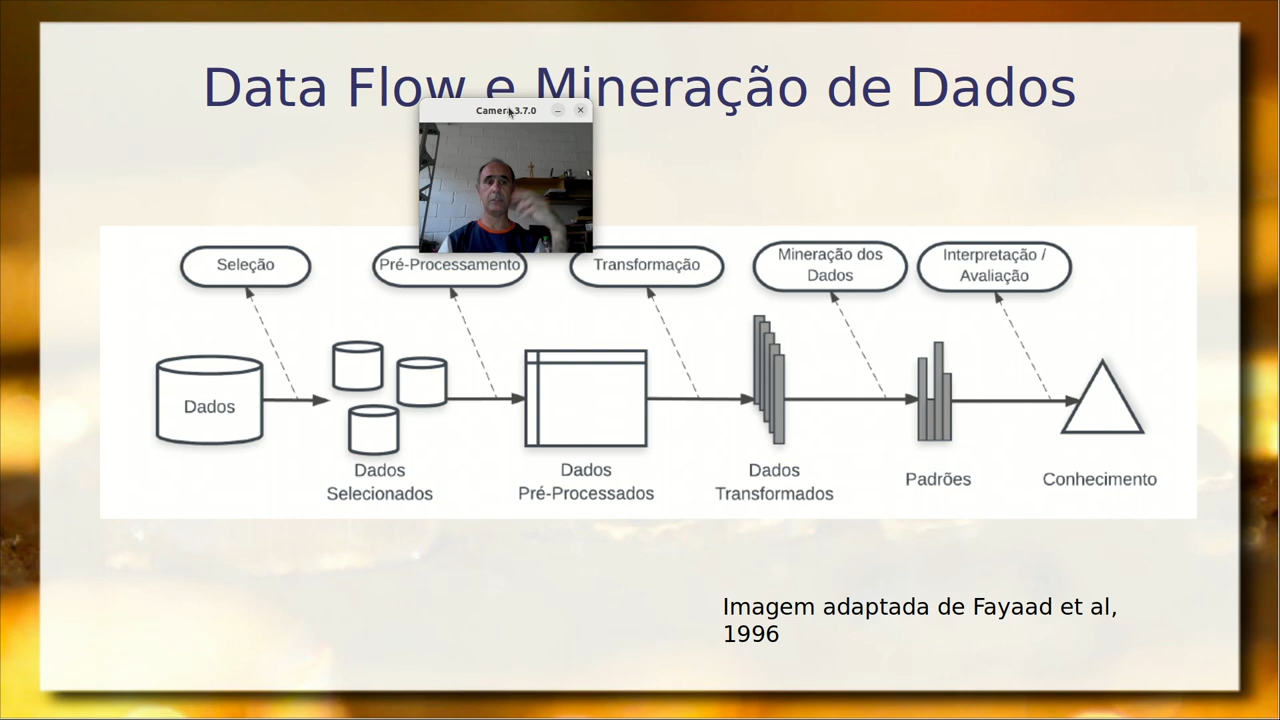 Data Flow e Mineração de Dados
Camera 3.7.0
Seleção
Pré-Processamento
Transformação
Mineração dos
Dados
Interpretação /
Avaliação
Dados
Dados
Selecionados
Dados
Pré-Processados
Dados
Transformados
Padrões
Conhecimento
Imagem adaptada de Fayaad et al,
1996